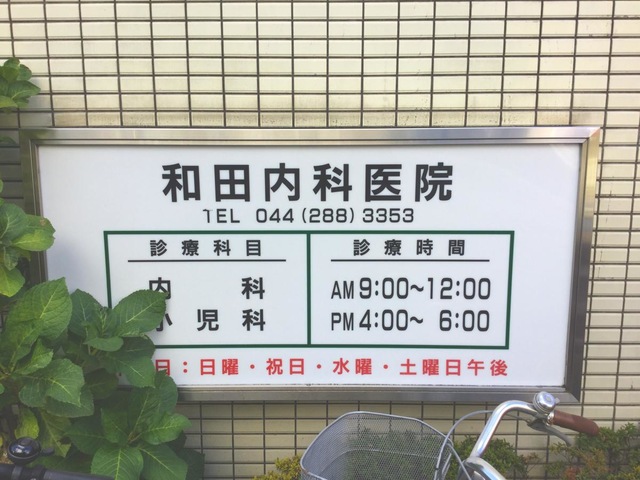 和田内科医院
TEL 044(288)3353
診療科目
内科
小児科
診療時間
AM 9:00~12:00
PM 4:00~ 6:00
日:日曜・祝日・水曜・土曜日午後